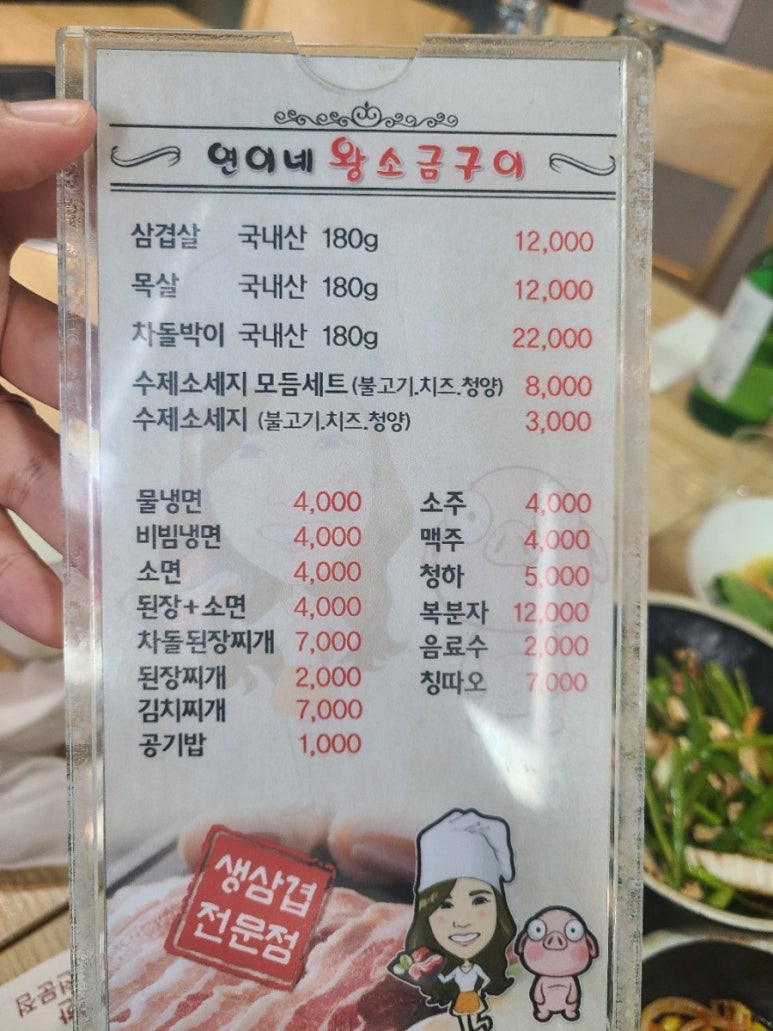 연이네 왕소금구이
삼겹살 국내산 180g 12,000
목살 국내산 180g 12,000
차돌박이 국내산 180g 22,000
수제소세지 모듬세트(불고기.치즈.청양) 8,000
수제소세지 (불고기.치즈.청양) 3,000
물냉면 4,000
비빔냉면 4,000
소면 4,000
된장+소면 4,000
차돌된장찌개 7,000
된장찌개 2,000
김치찌개 7,000
공기밥 1,000
소주 4,000
맥주 4,000
청하 5,000
복분자 12,000
음료수 2,000
칭따오 7,000
생삼겹
전문점